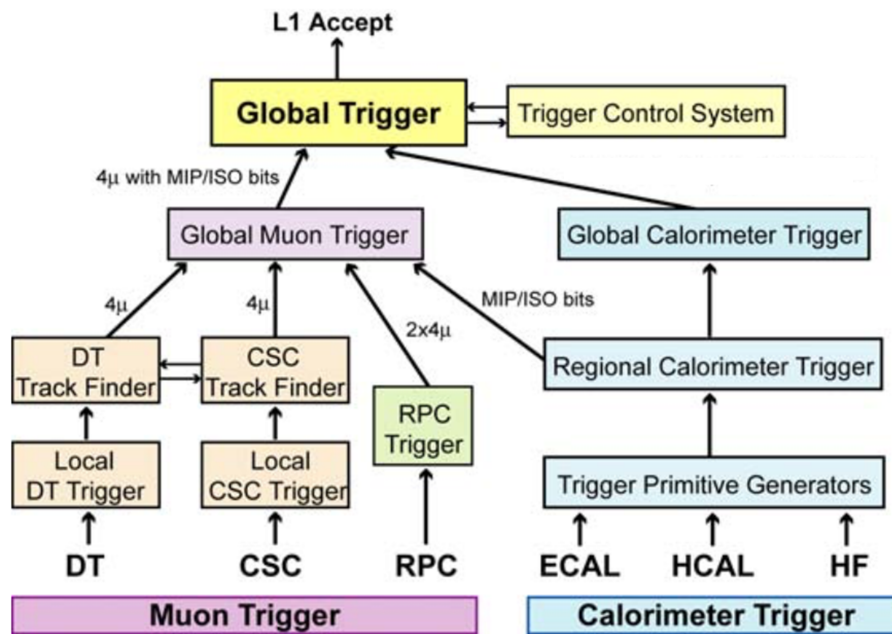 L1 Accept
Global Trigger
Trigger Control System
4μ with MIP/ISO bits
Global Muon Trigger
Global Calorimeter Trigger
4μ
4μ
2x4μ
MIP/ISO bits
DT
Track Finder
CSC
Track Finder
Regional Calorimeter Trigger
RPC
Trigger
Local
DT Trigger
Local
CSC Trigger
Trigger Primitive Generators
DT
CSC
RPC
ECAL
HCAL
HF
Muon Trigger
Calorimeter Trigger